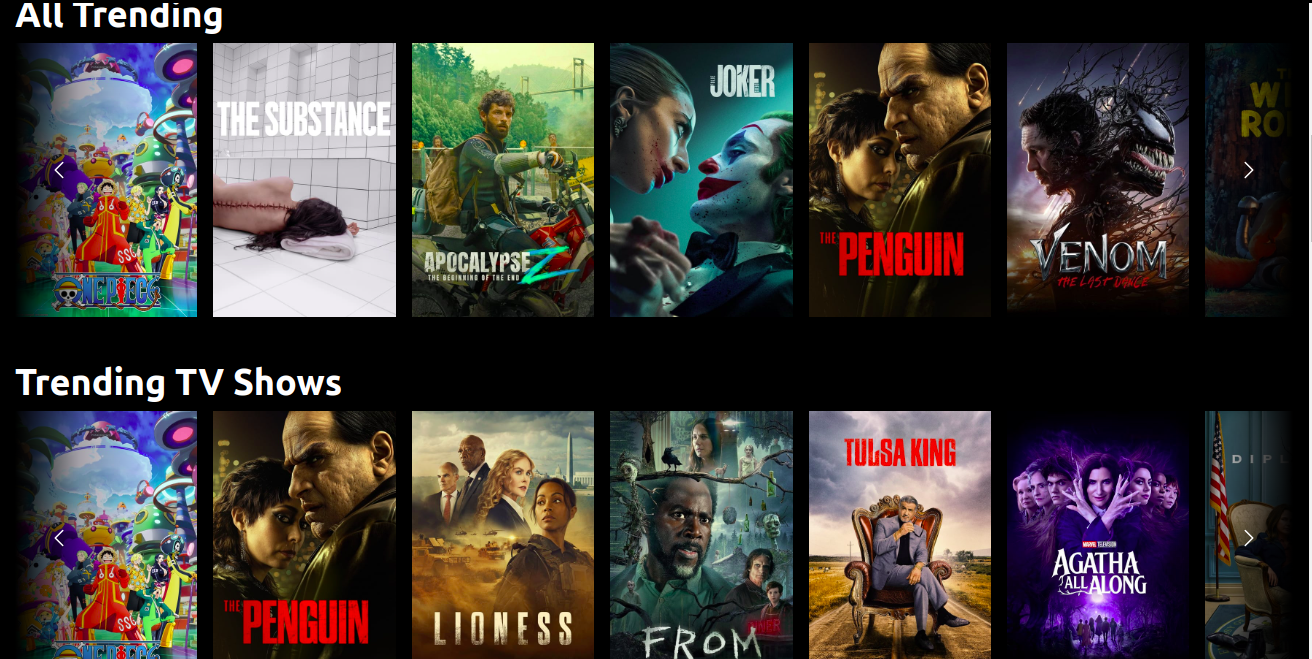 All Trending
ONE PIECE
THE SUBSTANCE
APOCALYPSE Z
THE BEGINNING OF THE END
JOKER
THE PENGUIN
VENOM
THE LAST DANCE
Trending TV Shows
ONE PIECE
THE PENGUIN
LIONESS
FROM
TULSA KING
MARVEL TELEVISION
AGATHA
ALL ALONG
DIPL